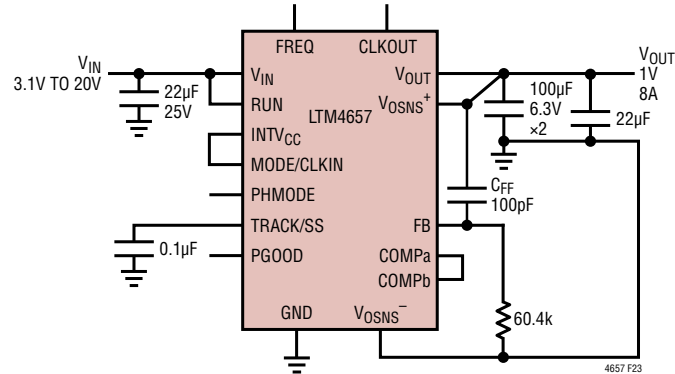 FREQ CLKOUT
V_IN
3.1V TO 20V
22µF
25V
V_IN
RUN
INTV_CC
MODE/CLKIN
PHMODE
TRACK/SS
PGOOD
0.1µF
LTM4657
V_OUT
V_OSNS^+
FB
COMPa
COMPb
GND V_OSNS^–
C_FF
100pF
60.4k
100µF
6.3V
×2
22µF
V_OUT
1V
8A
4657 F23